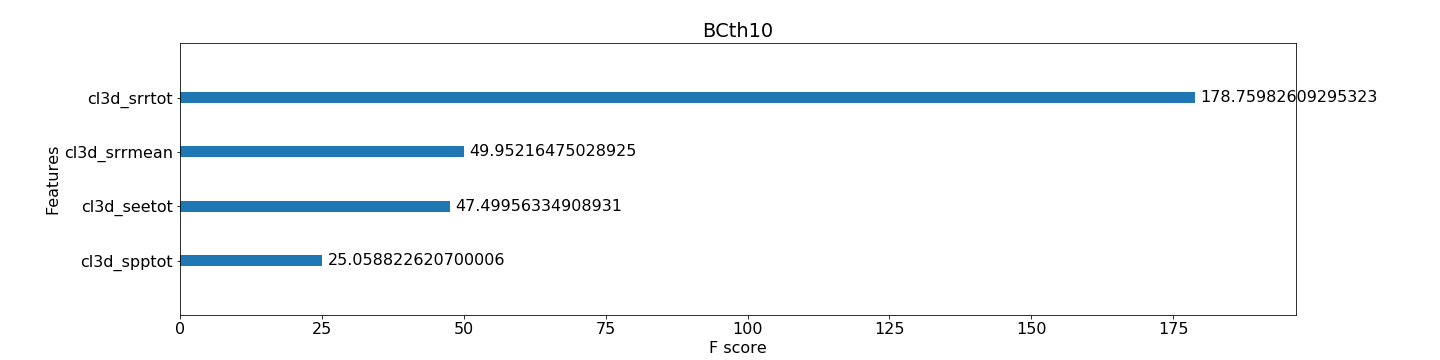 BCth10
cl3d_srrtot
178.75982609295323
cl3d_srrmean
49.95216475028925
cl3d_seetot
47.49956334908931
cl3d_spptot
25.058822620700006
Features
0 25 50 75 100 125 150 175
F score